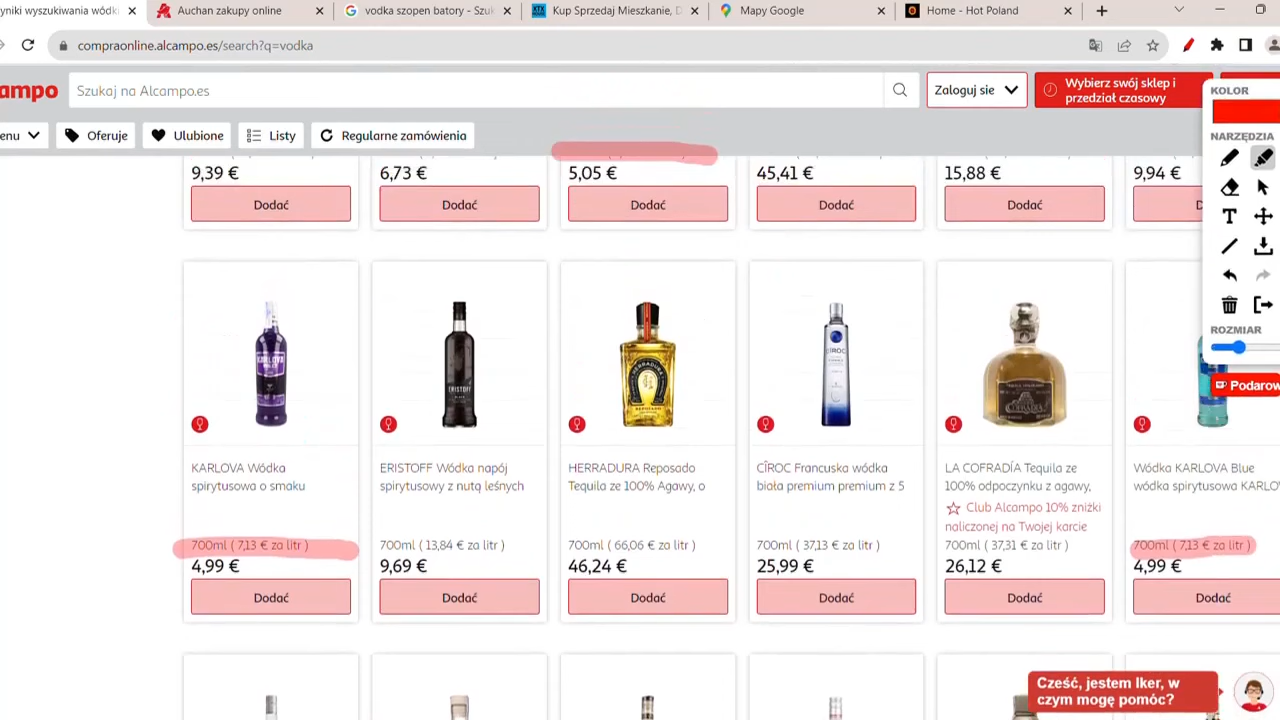 yniki wyszukiwania wódk
Auchan zakupy online
vodka szopen batory - Szuk
Kup Sprzedaj Mieszkanie, D
Mapy Google
Home - Hot Poland
compraonline.alcampo.es/search?q=vodka
campo
Szukaj na Alcampo.es
Zaloguj sie
Wybierz swój sklep i
przedział czasowy
KOLOR
NARZĘDZIA
ROZMIAR
Podarow
enu
Oferuje
Ulubione
Listy
Regularne zamówienia
9,39 €
6,73 €
5,05 €
45,41 €
15,88 €
9,94 €
Dodać
Dodać
Dodać
Dodać
Dodać
KARLOVA Wódka
spirytusowa o smaku
700ml ( 7,13 € za litr )
4,99 €
Dodać
ERISTOFF Wódka napój
spirytusowy z nutą leśnych
700ml ( 13,84 € za litr )
9,69 €
Dodać
HERRADURA Reposado
Tequila ze 100% Agawy, o
700ml ( 66,06 € za litr )
46,24 €
Dodać
CÎROC Francuska wódka
biała premium premium z 5
700ml ( 37,13 € za litr )
25,99 €
Dodać
LA COFRADÍA Tequila ze
100% odpoczynku z agawy,
Club Alcampo 10% zniżki
naliczonej na Twojej karcie
700ml ( 37,31 € za litr )
26,12 €
Dodać
Wódka KARLOVA Blue
wódka spirytusowa KARLO
700ml ( 7,13 € za litr )
4,99 €
Dodać
KARLOVA
ERISTOFF
HERRADURA
CÎROC
COFRADIA
Cześć, jestem Iker, w
czym mogę pomóc?